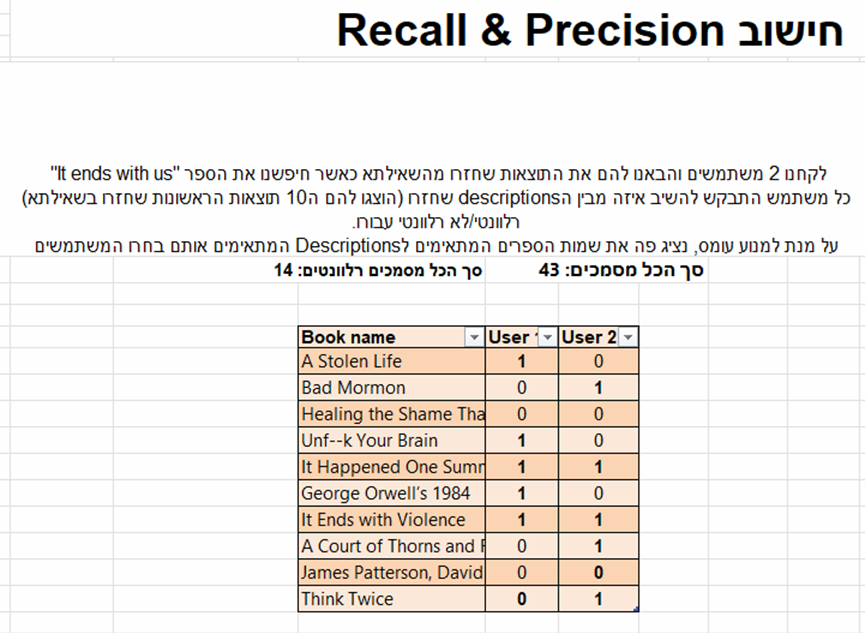 חישוב Recall & Precision
לקחנו 2 משתמשים והבאנו להם את התוצאות שחזרו מהשאילתא כאשר חיפשנו את הספר "It ends with us"
כל משתמש התבקש להשיב איזה מבין הdescriptions שחזרו (הוצגו להם ה10 תוצאות הראשונות שחזרו בשאילתא)
רלוונטי/לא רלוונטי עבורו.
על מנת למנוע עומס, נציג פה את שמות הספרים המתאימים לDescriptions המתאימים אותם בחרו המשתמשים
סך הכל מסמכים: 43 סך הכל מסמכים רלוונטים: 14
Book name User 1 User 2
A Stolen Life 1 0
Bad Mormon 0 1
Healing the Shame Tha 0 0
Unf--k Your Brain 1 0
It Happened One Sum 1 1
George Orwell's 1984 1 0
It Ends with Violence 1 1
A Court of Thorns and 0 1
James Patterson, David 0 0
Think Twice 0 1